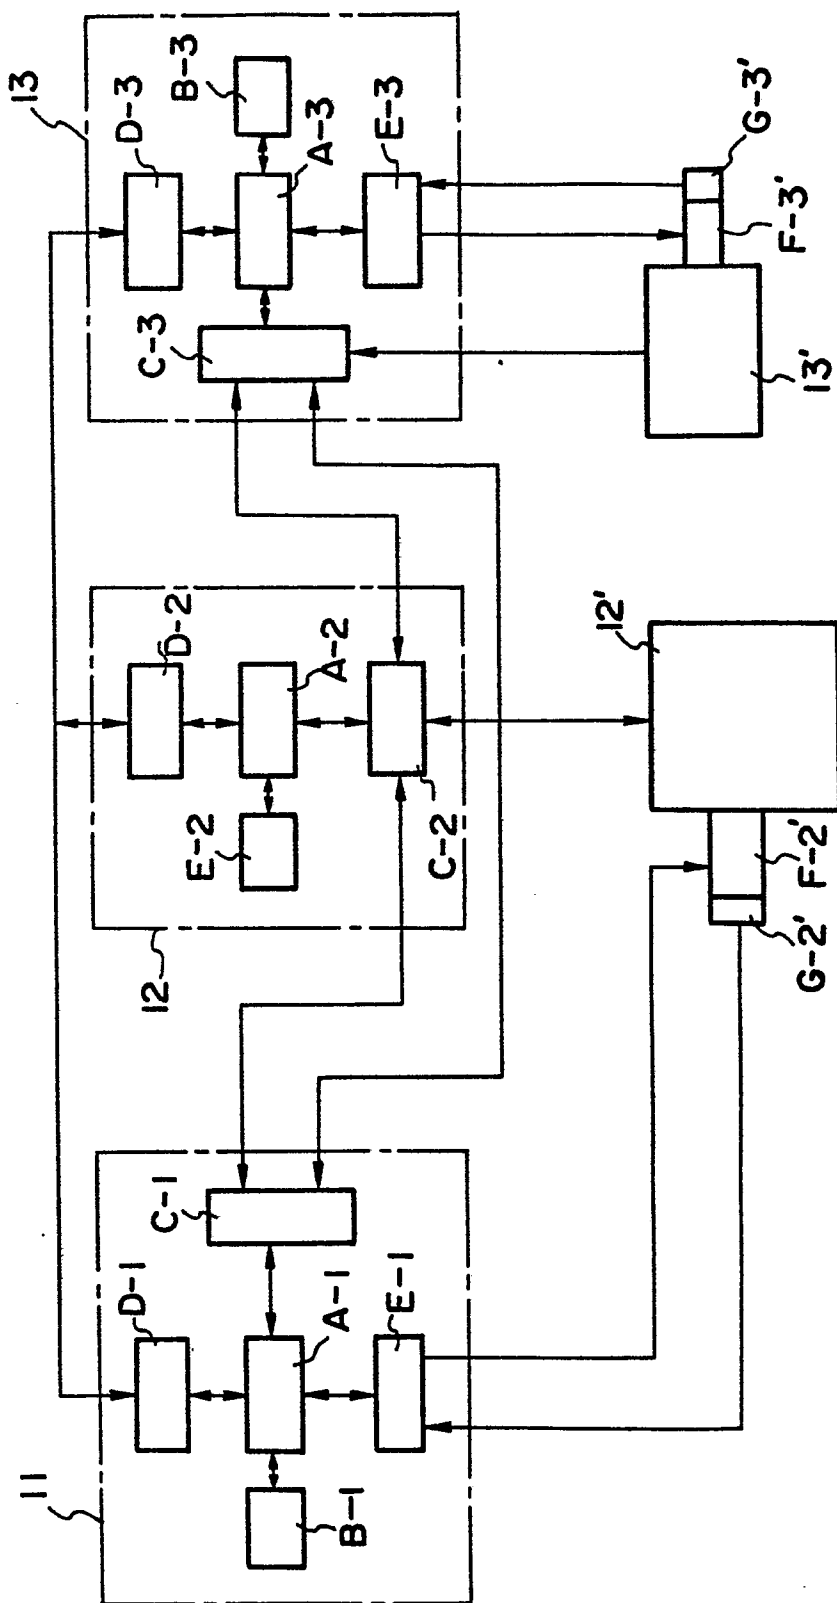 11
D-1
C-1
A-1
B-1
E-1
12
D-2
A-2
E-2
C-2
13
D-3
B-3
C-3
A-3
E-3
12'
F-2'
G-2'
13'
F-3'
G-3'